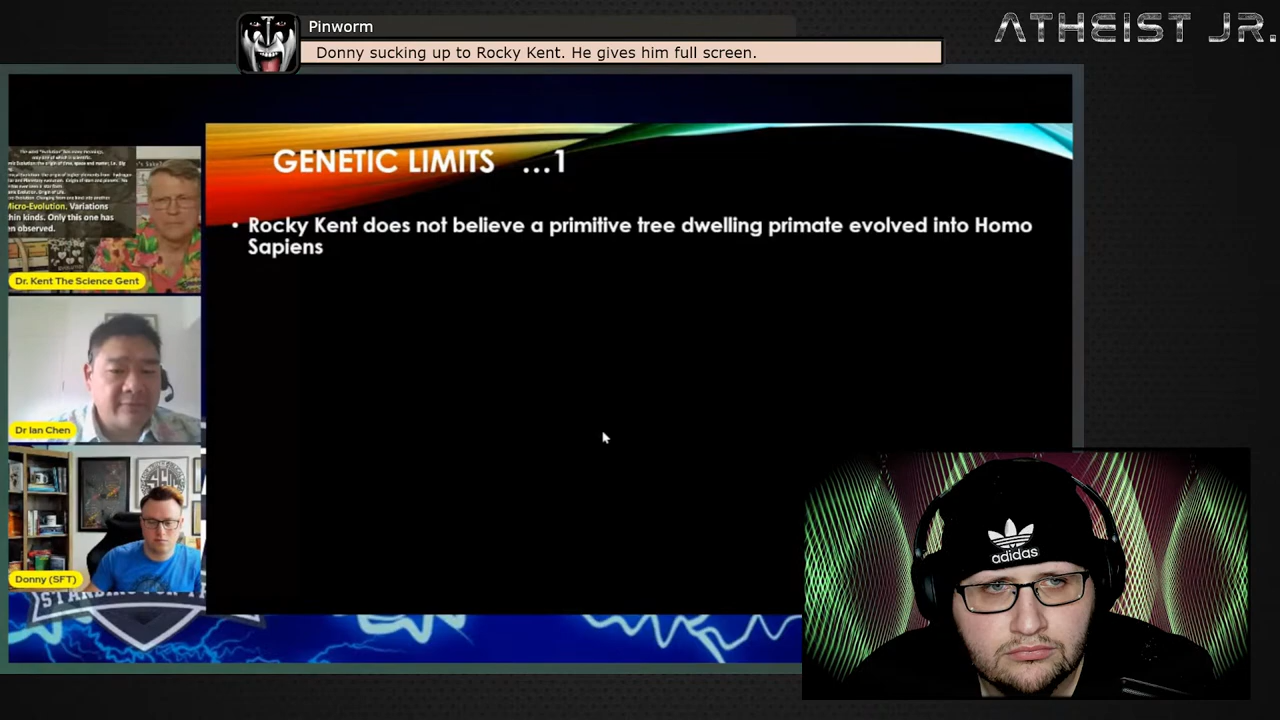 Pinworm
Donny sucking up to Rocky Kent. He gives him full screen.
ATHEIST JR.
GENETIC LIMITS ...1
• Rocky Kent does not believe a primitive tree dwelling primate evolved into Homo
Sapiens
Micro-Evolution. Variations
thin kinds. Only this one has
n observed.
Dr. Kent The Science Gent
Dr Ian Chen
Donny (SFT)
adidas